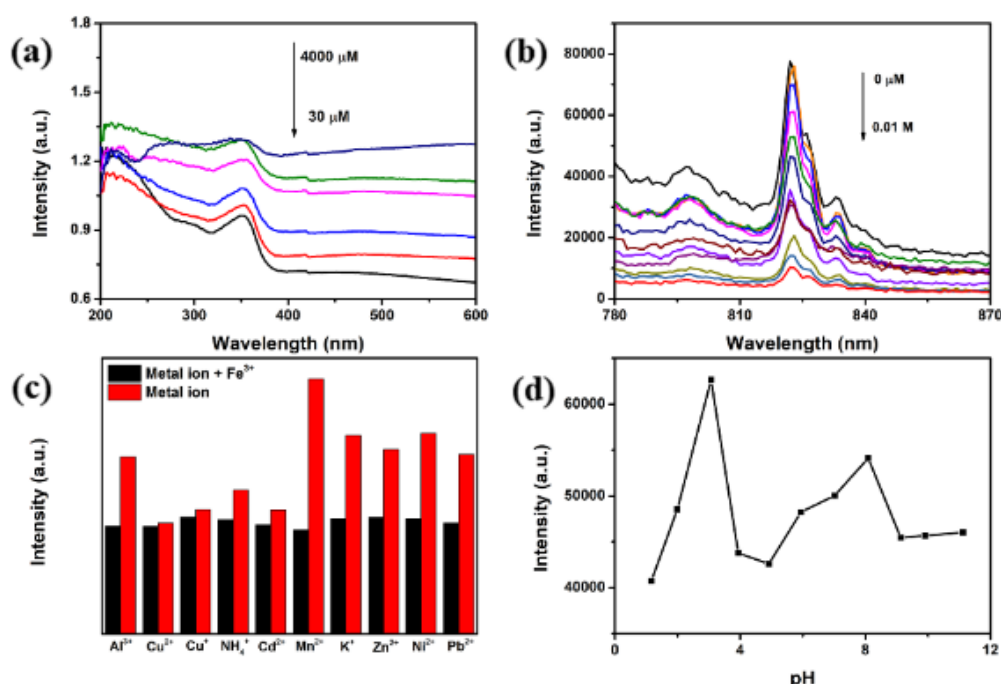 (a)
1.8
1.5
1.2
0.9
0.6
Intensity (a.u.)
4000 μM
30 μM
200 300 400 500 600
Wavelength (nm)
(b)
80000
60000
40000
20000
0
Intensity (a.u.)
0 μM
0.01 M
780 810 840 870
Wavelength (nm)
(c)
Metal ion + Fe³⁺
Metal ion
Intensity (a.u.)
Al³⁺ Cu²⁺ Cu⁺ NH₄⁺ Cd²⁺ Mn²⁺ K⁺ Zn³⁺ Ni²⁺ Pb²⁺
(d)
60000
50000
40000
Intensity (a.u.)
0 4 8 12
pH